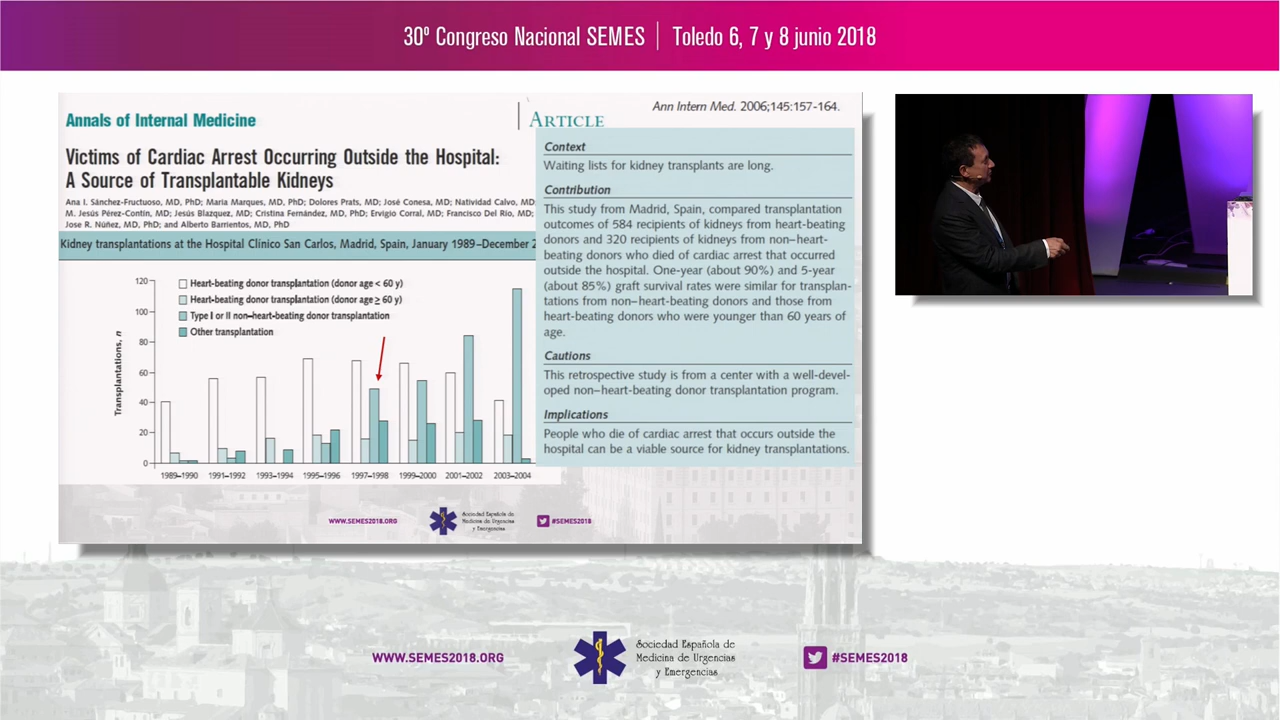 30º Congreso Nacional SEMES | Toledo 6, 7 y 8 junio 2018
Annals of Internal Medicine
ARTICLE
Ann Intern Med. 2006;145:157-164.
Victims of Cardiac Arrest Occurring Outside the Hospital:
A Source of Transplantable Kidneys
Ana I. Sánchez-Fructuoso, MD, PhD; Maria Marques, MD, PhD; Dolores Prats, MD; José Conesa, MD; Natividad Calvo, MD
M. Jesús Pérez-Contín, MD; Jesús Blazquez, MD; Cristina Fernández, MD, PhD; Ervigio Corral, MD; Francisco Del Río, MD;
Jose R. Núñez, MD, PhD; and Alberto Barrientos, MD, PhD
Kidney transplantations at the Hospital Clínico San Carlos, Madrid, Spain, January 1989–December 2
Heart-beating donor transplantation (donor age < 60 y)
Heart-beating donor transplantation (donor age ≥ 60 y)
Type I or II non–heart-beating donor transplantation
Other transplantation
Transplantations, n
120
100
80
60
40
20
0
1989–1990 1991–1992 1993–1994 1995–1996 1997–1998 1999–2000 2001–2002 2003–2004
Context
Waiting lists for kidney transplants are long.
Contribution
This study from Madrid, Spain, compared transplantation
outcomes of 584 recipients of kidneys from heart-beating
donors and 320 recipients of kidneys from non–heart-
beating donors who died of cardiac arrest that occurred
outside the hospital. One-year (about 90%) and 5-year
(about 85%) graft survival rates were similar for transplan-
tations from non–heart-beating donors and those from
heart-beating donors who were younger than 60 years of
age.
Cautions
This retrospective study is from a center with a well-devel-
oped non–heart-beating donor transplantation program.
Implications
People who die of cardiac arrest that occurs outside the
hospital can be a viable source for kidney transplantations.
WWW.SEMES2018.ORG
Sociedad Española de
Medicina de Urgencias
y Emergencias
#SEMES2018
WWW.SEMES2018.ORG
Sociedad Española de
Medicina de Urgencias
y Emergencias
#SEMES2018